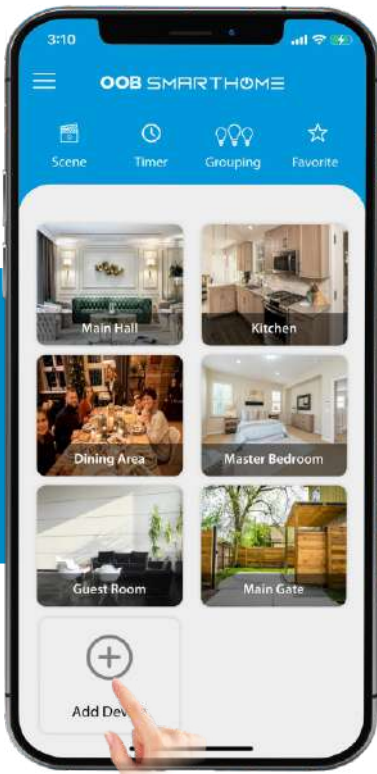 3:10
OOB SMARTHOME
Scene Timer Grouping Favorite
Main Hall Kitchen
Dining Area Master Bedroom
Guest Room Main Gate
Add